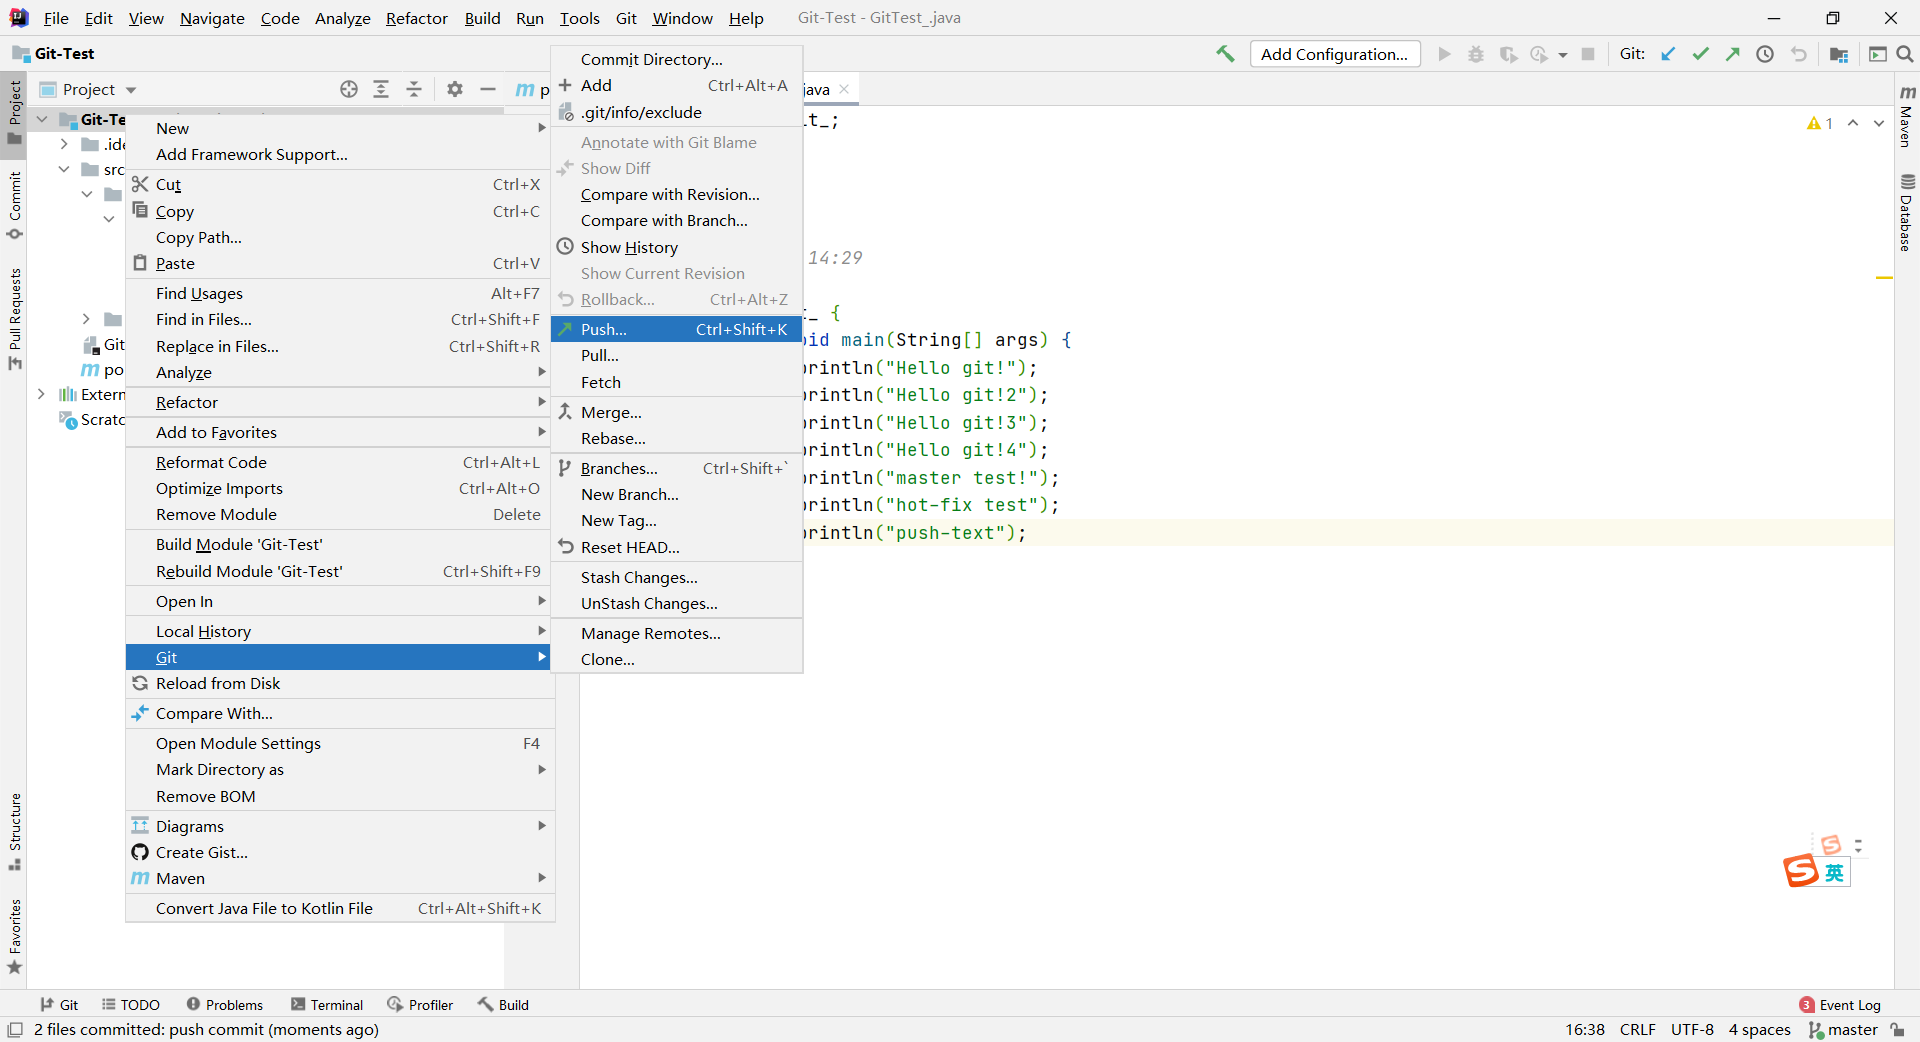 File Edit View Navigate Code Analyze Refactor Build Run Tools Git Window Help Git-Test - GitTest_.java
Git-Test Add Configuration... Git:
Project
java
Git-Te
.ide
src
Git
po
Extern
Scratc
New
Add Framework Support...
Cut Ctrl+X
Copy Ctrl+C
Copy Path...
Paste Ctrl+V
Find Usages Alt+F7
Find in Files... Ctrl+Shift+F
Replace in Files... Ctrl+Shift+R
Analyze
Refactor
Add to Favorites
Reformat Code Ctrl+Alt+L
Optimize Imports Ctrl+Alt+O
Remove Module Delete
Build Module 'Git-Test'
Rebuild Module 'Git-Test' Ctrl+Shift+F9
Open In
Local History
Git
Reload from Disk
Compare With...
Open Module Settings F4
Mark Directory as
Remove BOM
Diagrams
Create Gist...
Maven
Convert Java File to Kotlin File Ctrl+Alt+Shift+K
Commit Directory...
Add Ctrl+Alt+A
.git/info/exclude
Annotate with Git Blame
Show Diff
Compare with Revision...
Compare with Branch...
Show History
Show Current Revision
Rollback... Ctrl+Alt+Z
Push... Ctrl+Shift+K
Pull...
Fetch
Merge...
Rebase...
Branches... Ctrl+Shift+`
New Branch...
New Tag...
Reset HEAD...
Stash Changes...
UnStash Changes...
Manage Remotes...
Clone...
t_;
14:29
t_ {
oid main(String[] args) {
println("Hello git!");
println("Hello git!2");
println("Hello git!3");
println("Hello git!4");
println("master test!");
println("hot-fix test");
println("push-text");
1
Project
Commit
Pull Requests
Structure
Favorites
Maven
Database
英
Git TODO Problems Terminal Profiler Build 3 Event Log
2 files committed: push commit (moments ago) 16:38 CRLF UTF-8 4 spaces master